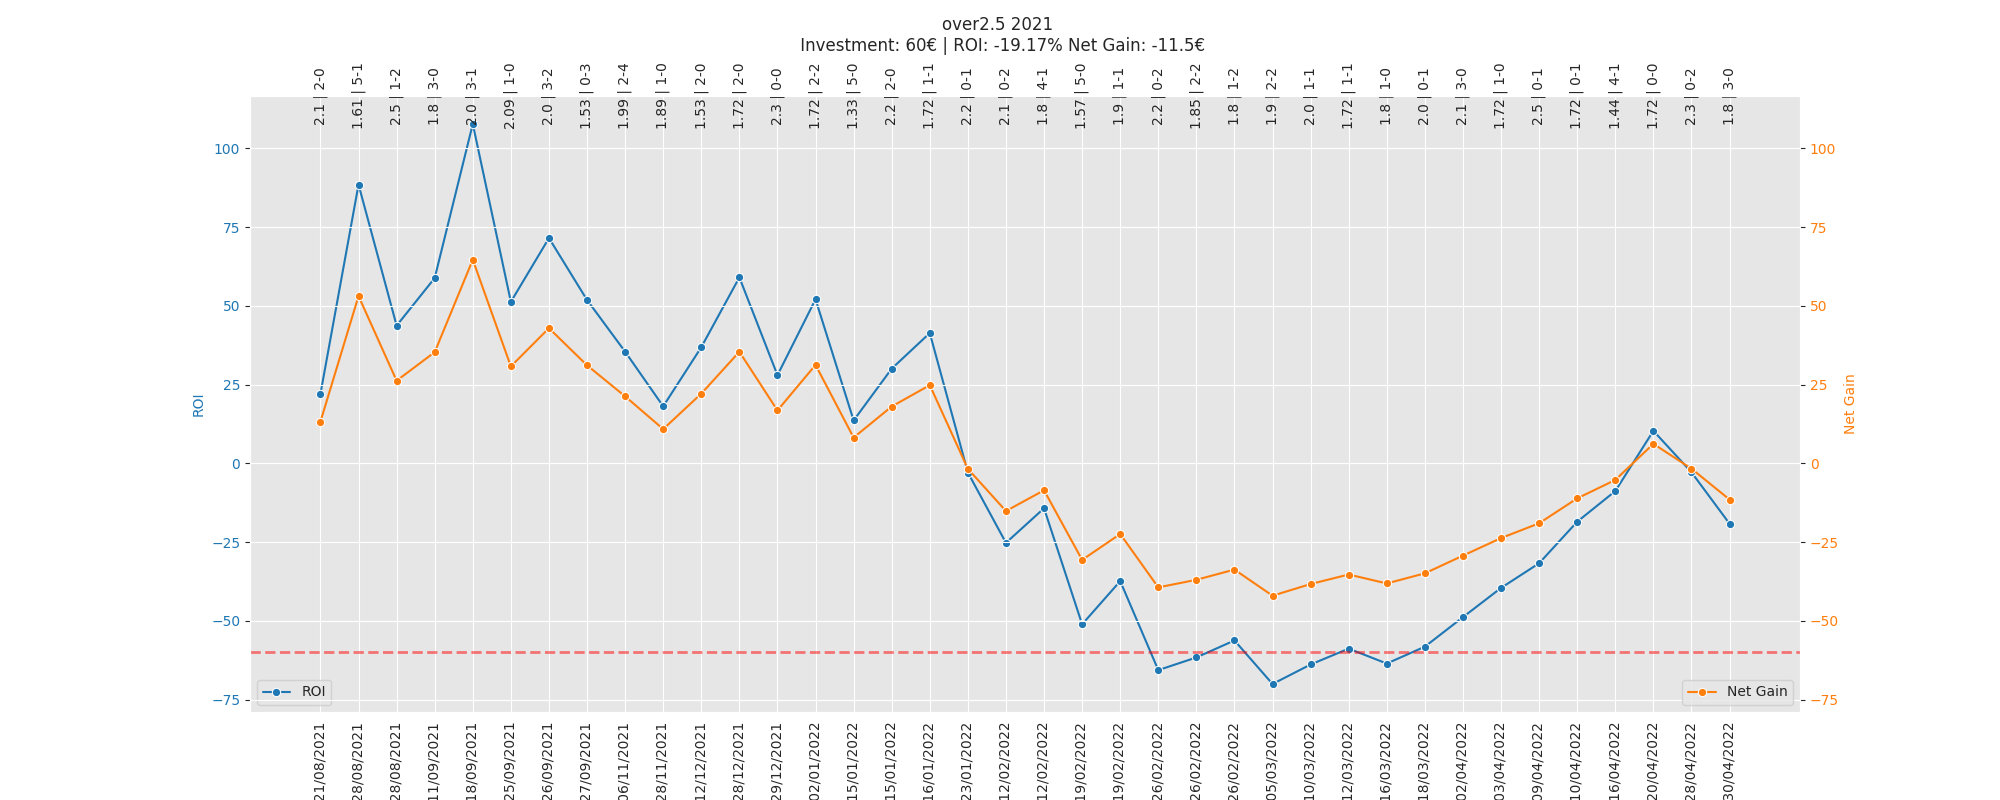 over2.5 2021
Investment: 60€ | ROI: -19.17% Net Gain: -11.5€
2.1 | 2-0
1.61 | 5-1
2.5 | 1-2
1.8 | 3-0
2.0 | 3-1
2.09 | 1-0
2.0 | 3-2
1.53 | 0-3
1.99 | 2-4
1.89 | 1-0
1.53 | 2-0
1.72 | 2-0
2.3 | 0-0
1.72 | 2-2
1.33 | 5-0
2.2 | 2-0
1.72 | 1-1
2.2 | 0-1
2.1 | 0-2
1.8 | 4-1
1.57 | 5-0
1.9 | 1-1
2.2 | 0-2
1.85 | 2-2
1.8 | 1-2
1.9 | 2-2
2.0 | 1-1
1.72 | 1-1
1.8 | 1-0
2.0 | 0-1
2.1 | 3-0
1.72 | 1-0
2.5 | 0-1
1.72 | 0-1
1.44 | 4-1
1.72 | 0-0
2.3 | 0-2
1.8 | 3-0
100
75
50
25
0
−25
−50
−75
ROI
100
75
50
25
0
−25
−50
−75
Net Gain
ROI
Net Gain
21/08/2021
28/08/2021
28/08/2021
11/09/2021
18/09/2021
25/09/2021
26/09/2021
27/09/2021
06/11/2021
28/11/2021
12/12/2021
28/12/2021
29/12/2021
02/01/2022
15/01/2022
15/01/2022
16/01/2022
23/01/2022
12/02/2022
12/02/2022
19/02/2022
19/02/2022
26/02/2022
26/02/2022
26/02/2022
05/03/2022
10/03/2022
12/03/2022
16/03/2022
18/03/2022
02/04/2022
03/04/2022
09/04/2022
10/04/2022
16/04/2022
20/04/2022
28/04/2022
30/04/2022